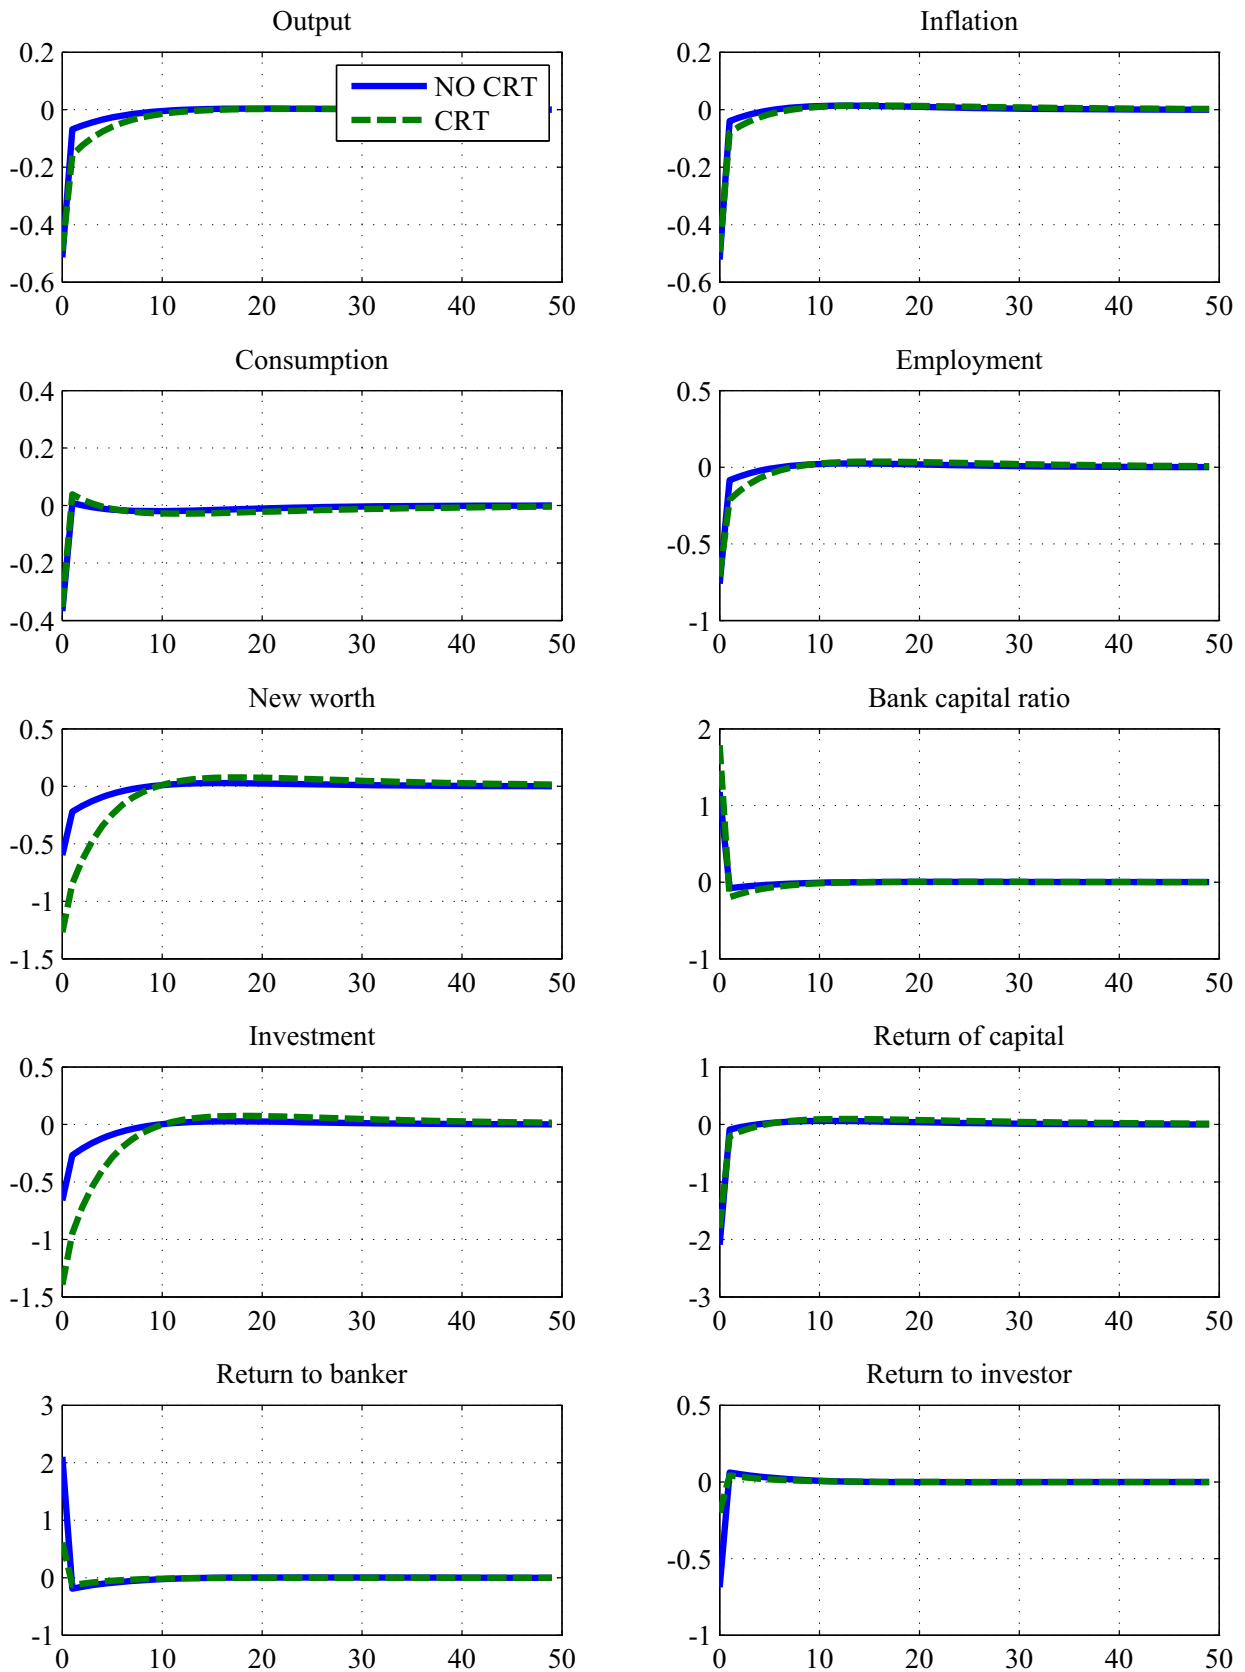 Output
0.2
0
-0.2
-0.4
-0.6
0 10 20 30 40 50
NO CRT
CRT
Inflation
0.2
0
-0.2
-0.4
-0.6
0 10 20 30 40 50
Consumption
0.4
0.2
0
-0.2
-0.4
0 10 20 30 40 50
Employment
0.5
0
-0.5
-1
0 10 20 30 40 50
New worth
0.5
0
-0.5
-1
-1.5
0 10 20 30 40 50
Bank capital ratio
2
1
0
-1
0 10 20 30 40 50
Investment
0.5
0
-0.5
-1
-1.5
0 10 20 30 40 50
Return of capital
1
0
-1
-2
-3
0 10 20 30 40 50
Return to banker
3
2
1
0
-1
0 10 20 30 40 50
Return to investor
0.5
0
-0.5
-1
0 10 20 30 40 50